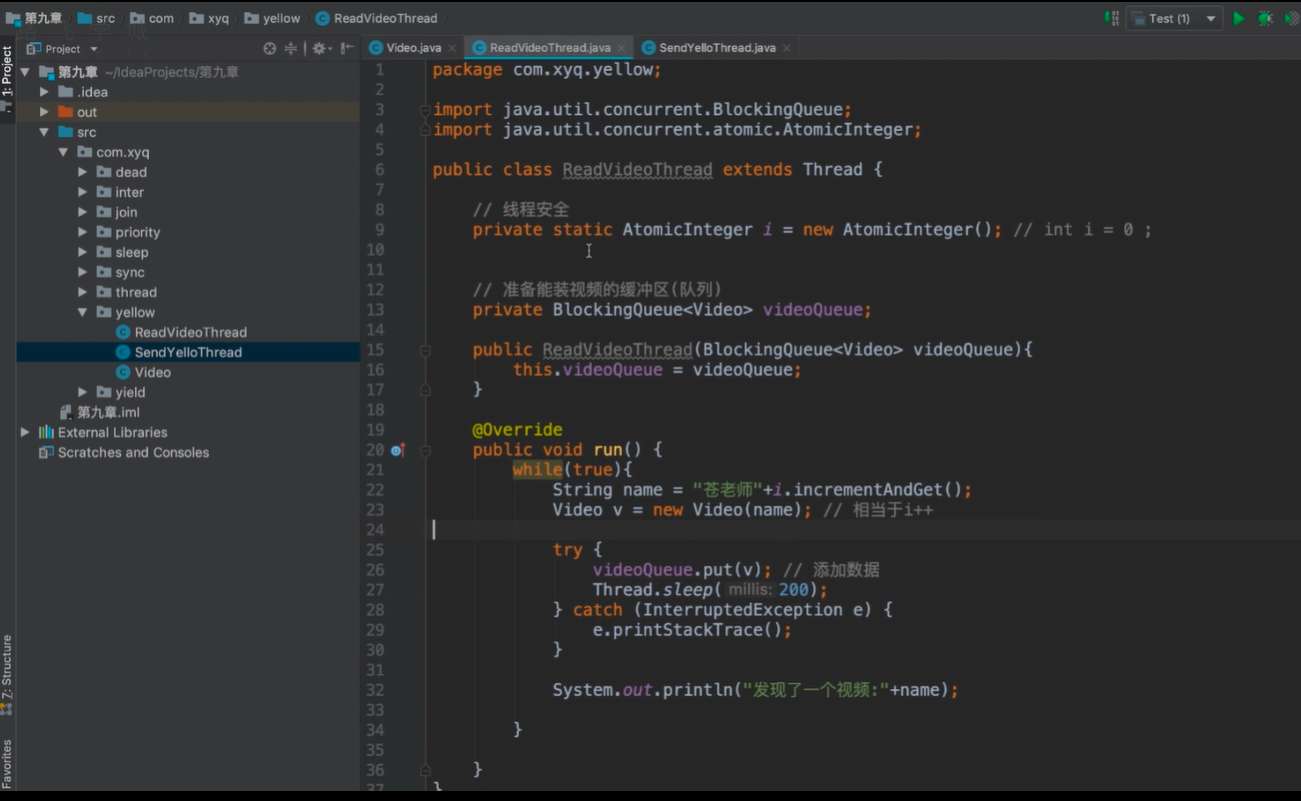 第九章 src com xyq yellow ReadVideoThread Test (1)
Project
Video.java ReadVideoThread.java SendYelloThread.java
1: Project
第九章 ~/IdeaProjects/第九章
.idea
out
src
com.xyq
dead
inter
join
priority
sleep
sync
thread
yellow
ReadVideoThread
SendYelloThread
Video
yield
第九章.iml
External Libraries
Scratches and Consoles
7: Structure
Favorites
1 package com.xyq.yellow;
2
3 import java.util.concurrent.BlockingQueue;
4 import java.util.concurrent.atomic.AtomicInteger;
5
6 public class ReadVideoThread extends Thread {
7
8 // 线程安全
9 private static AtomicInteger i = new AtomicInteger(); // int i = 0 ;
10
11
12 // 准备能装视频的缓冲区(队列)
13 private BlockingQueue<Video> videoQueue;
14
15 public ReadVideoThread(BlockingQueue<Video> videoQueue){
16 this.videoQueue = videoQueue;
17 }
18
19 @Override
20 public void run() {
21 while(true){
22 String name = "苍老师"+i.incrementAndGet();
23 Video v = new Video(name); // 相当于i++
24
25 try {
26 videoQueue.put(v); // 添加数据
27 Thread.sleep( millis: 200);
28 } catch (InterruptedException e) {
29 e.printStackTrace();
30 }
31
32 System.out.println("发现了一个视频:"+name);
33
34 }
35
36 }
37 }